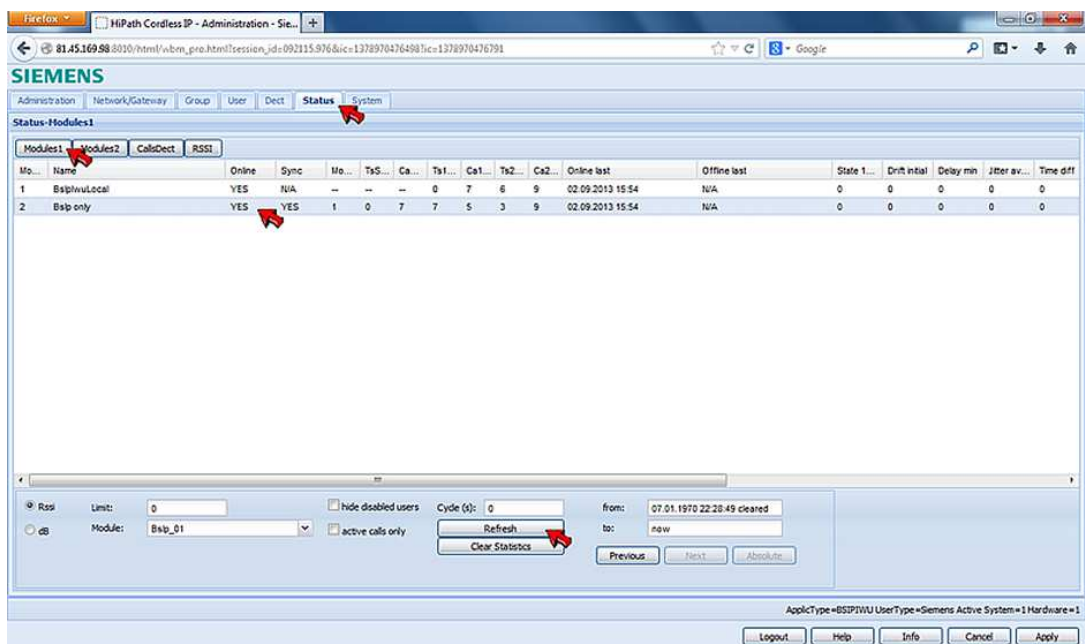 Firefox
HiPath Cordless IP - Administration - Sie... +
81.45.169.98:8010/html/wbm_pro.html?session_id=092115.976&ic=1378970476498?ic=1378970476791 Google
SIEMENS
Administration Network/Gateway Group User Dect Status System
Status-Modules1
Modules1 Modules2 CallsDect RSSI
Mo... Name Online Sync Mo... TsS... Ca... Ts1... Ca1... Ts2... Ca2... Online last Offline last State 1... Drift initial Delay min Jitter av... Time diff
1 BsIpIwuLocal YES N/A -- -- -- 0 7 6 9 02.09.2013 15:54 N/A 0 0 0 0 0
2 BsIp only YES YES 1 0 7 7 5 3 9 02.09.2013 15:54 N/A 0 0 0 0 0
Rssi Limit: 0 hide disabled users Cycle (s): 0 from: 07.01.1970 22:28:49 cleared
dB Module: BsIp_01 active calls only Refresh to: now
Clear Statistics Previous Next Absolute
ApplicType=BSIPIWU UserType=Siemens Active System=1 Hardware=1
Logout Help Info Cancel Apply